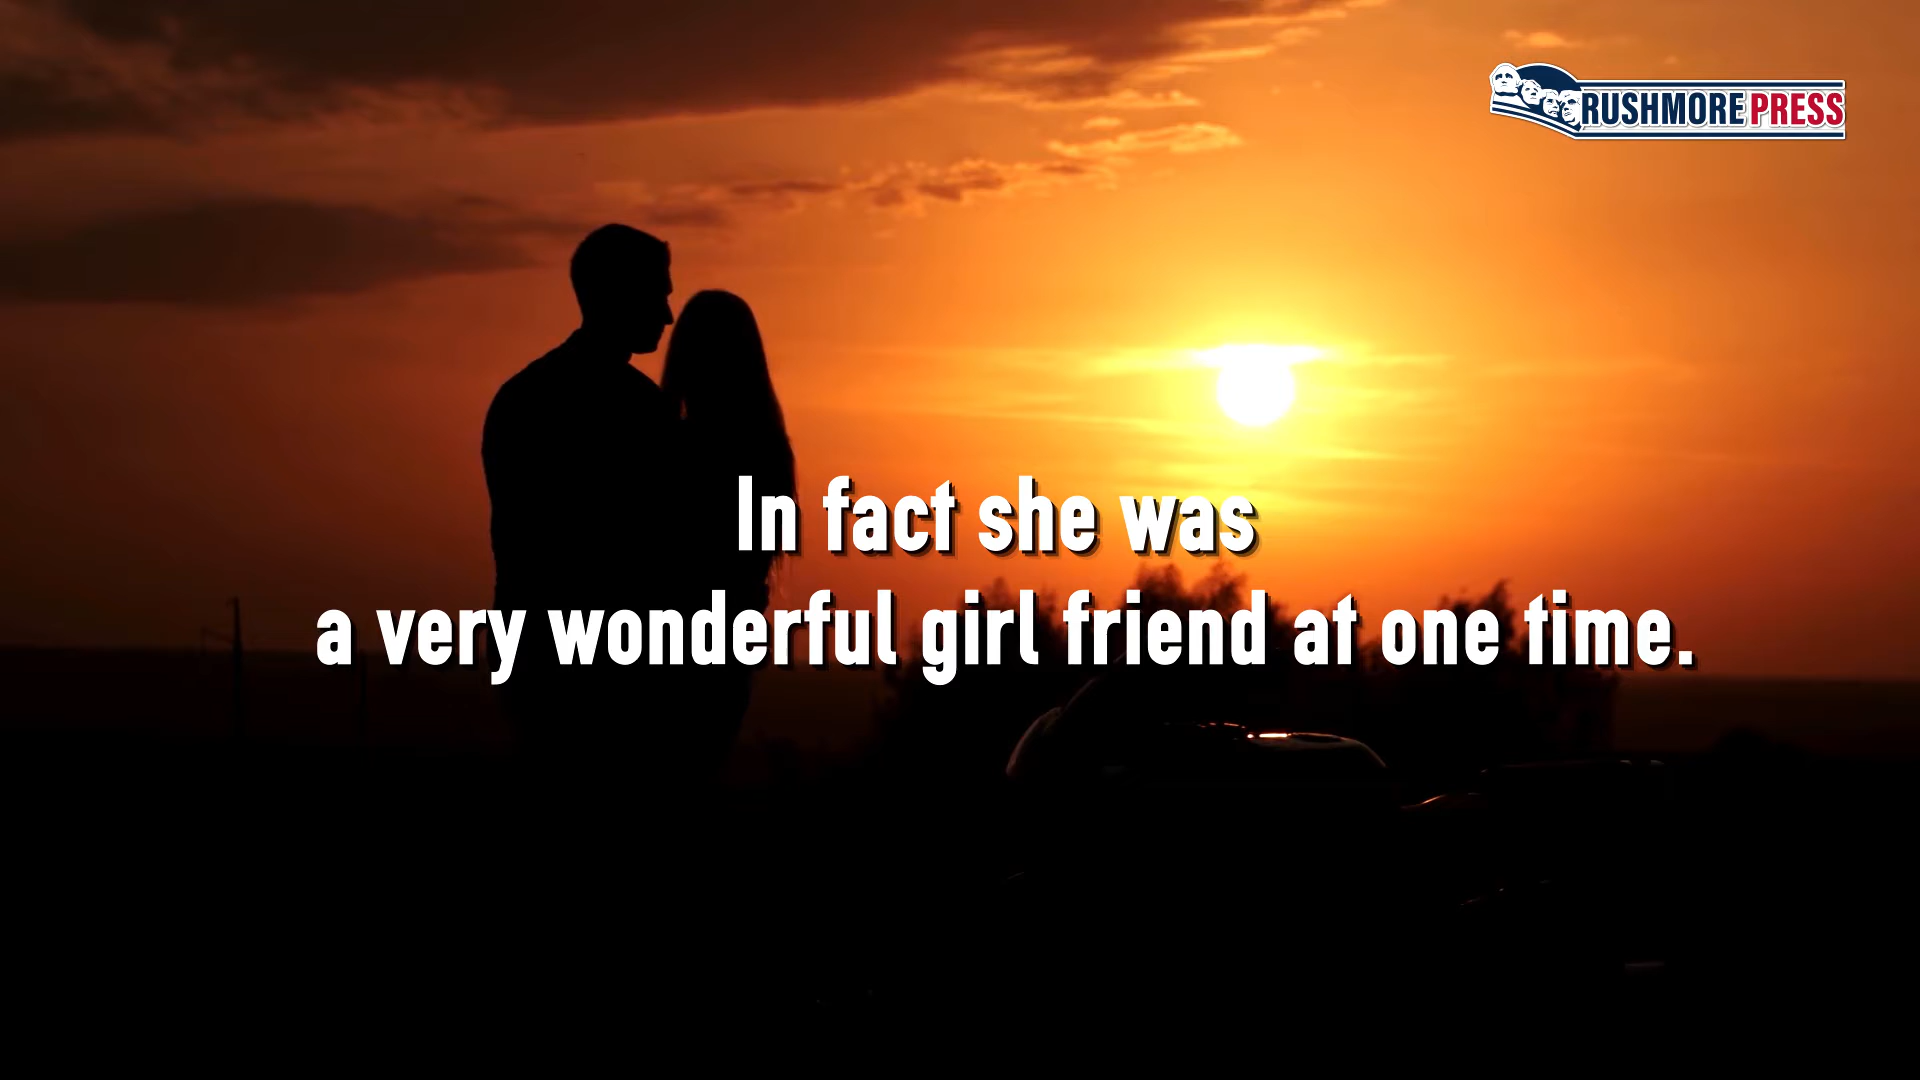 RUSHMORE PRESS
In fact she was
a very wonderful girl friend at one time.